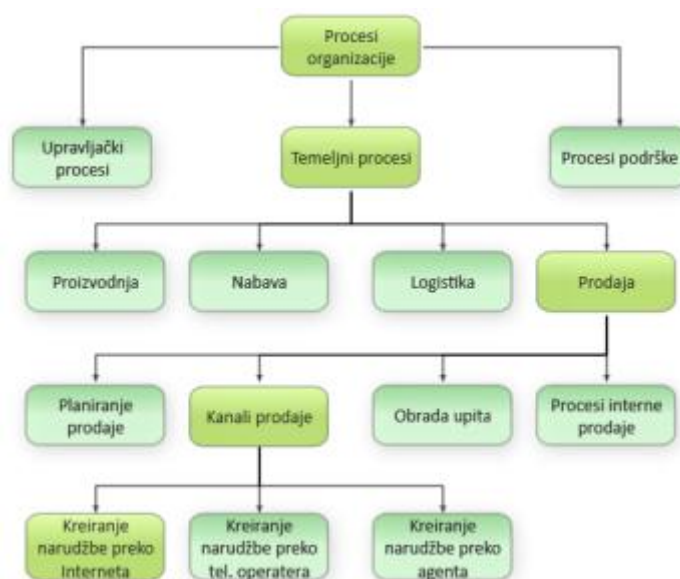 Procesi
organizacije
Upravljački
procesi
Temeljni procesi
Procesi podrške
Proizvodnja
Nabava
Logistika
Prodaja
Planiranje
prodaje
Kanali prodaje
Obrada upita
Procesi interne
prodaje
Kreiranje
narudžbe preko
Interneta
Kreiranje
narudžbe preko
tel. operatera
Kreiranje
narudžbe preko
agenta